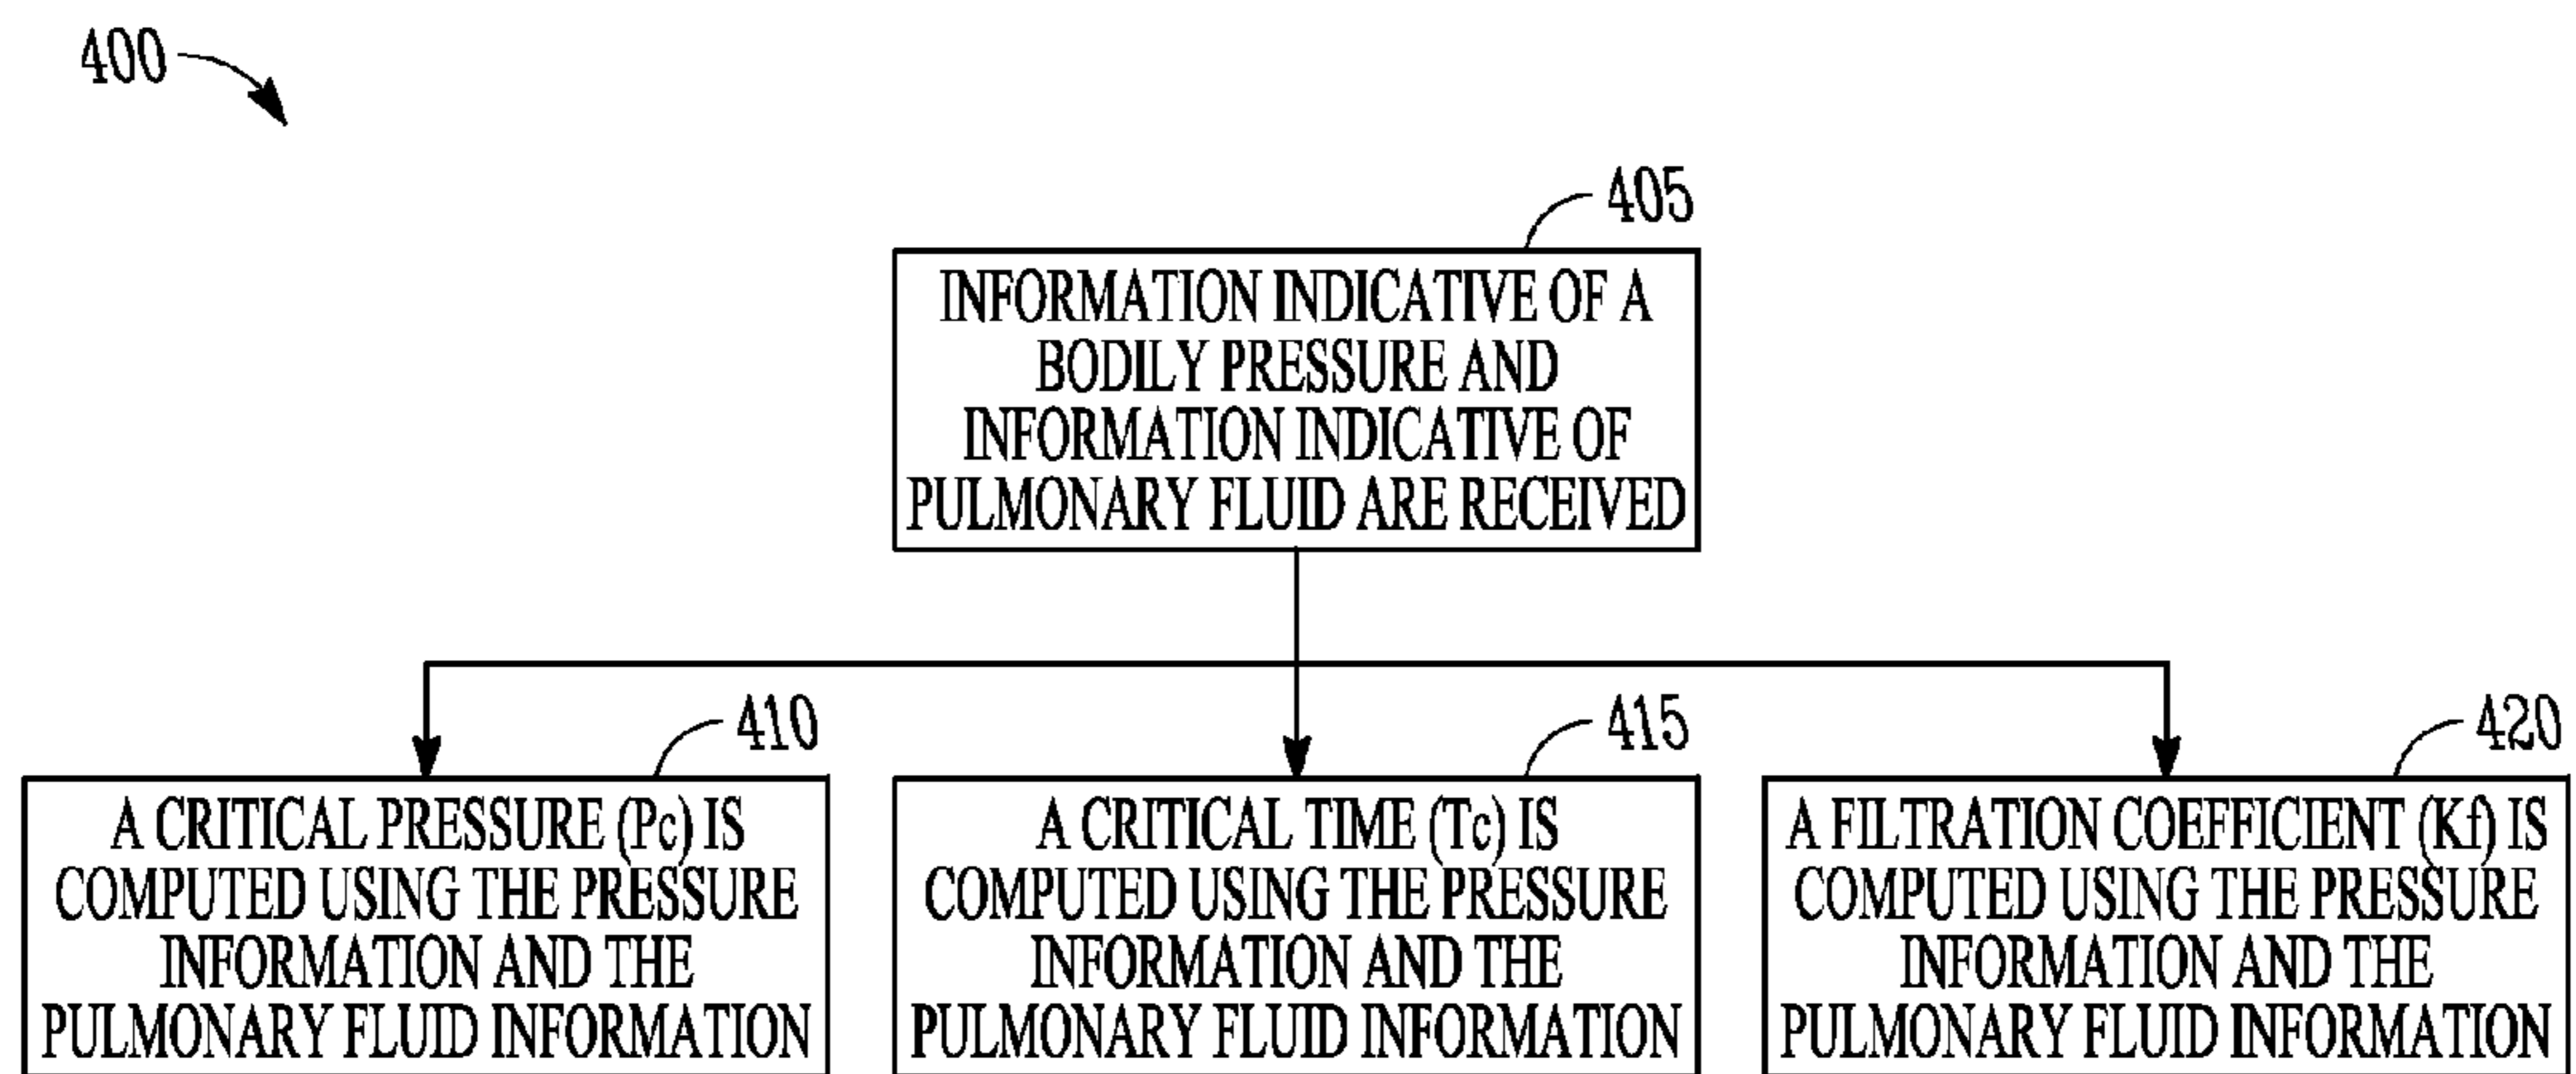 400
405
INFORMATION INDICATIVE OF A
BODILY PRESSURE AND
INFORMATION INDICATIVE OF
PULMONARY FLUID ARE RECEIVED
410
A CRITICAL PRESSURE (Pc) IS
COMPUTED USING THE PRESSURE
INFORMATION AND THE
PULMONARY FLUID INFORMATION
415
A CRITICAL TIME (Tc) IS
COMPUTED USING THE PRESSURE
INFORMATION AND THE
PULMONARY FLUID INFORMATION
420
A FILTRATION COEFFICIENT (Kf) IS
COMPUTED USING THE PRESSURE
INFORMATION AND THE
PULMONARY FLUID INFORMATION